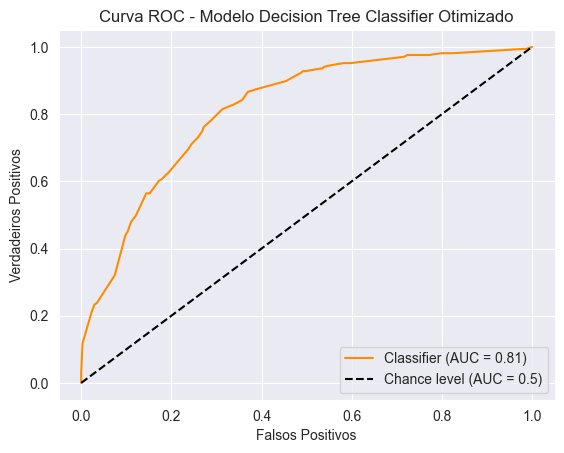 Curva ROC - Modelo Decision Tree Classifier Otimizado
Verdadeiros Positivos
1.0
0.8
0.6
0.4
0.2
0.0
0.0 0.2 0.4 0.6 0.8 1.0
Falsos Positivos
Classifier (AUC = 0.81)
Chance level (AUC = 0.5)